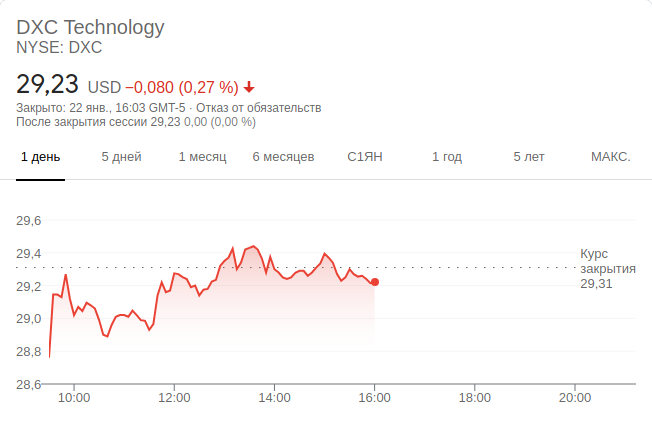 DXC Technology
NYSE: DXC
29,23 USD −0,080 (0,27 %)
Закрыто: 22 янв., 16:03 GMT-5 · Отказ от обязательств
После закрытия сессии 29,23 0,00 (0,00 %)
1 день 5 дней 1 месяц 6 месяцев С1ЯН 1 год 5 лет МАКС.
29,6
29,4
29,2
29,0
28,8
28,6
Курс
закрытия
29,31
10:00 12:00 14:00 16:00 18:00 20:00